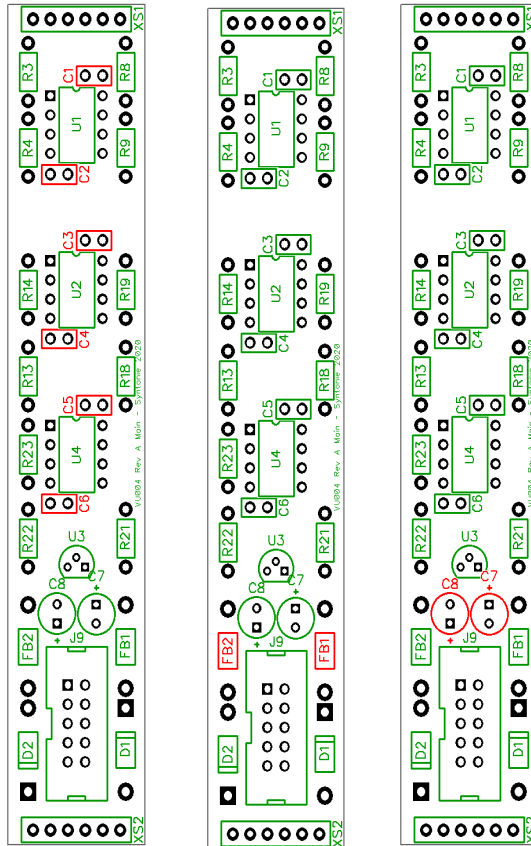 XS1
C1
R3
R8
U1
R4
R9
C2
C3
R14
U2
R19
C4
R13
R18
C5
R23
U4
C6
R22
R21
U3
C8
C7
+
+
J9
FB2
FB1
D2
D1
XS2
VU004 Rev A Main - Syntonie 2020
XS1
C1
R3
R8
U1
R4
R9
C2
C3
R14
U2
R19
C4
R13
R18
C5
R23
U4
C6
R22
R21
U3
C8
C7
+
+
J9
FB2
FB1
D2
D1
XS2
VU004 Rev A Main - Syntonie 2020
XS1
C1
R3
R8
U1
R4
R9
C2
C3
R14
U2
R19
C4
R13
R18
C5
R23
U4
C6
R22
R21
U3
C8
C7
+
+
J9
FB2
FB1
D2
D1
XS2
VU004 Rev A Main -